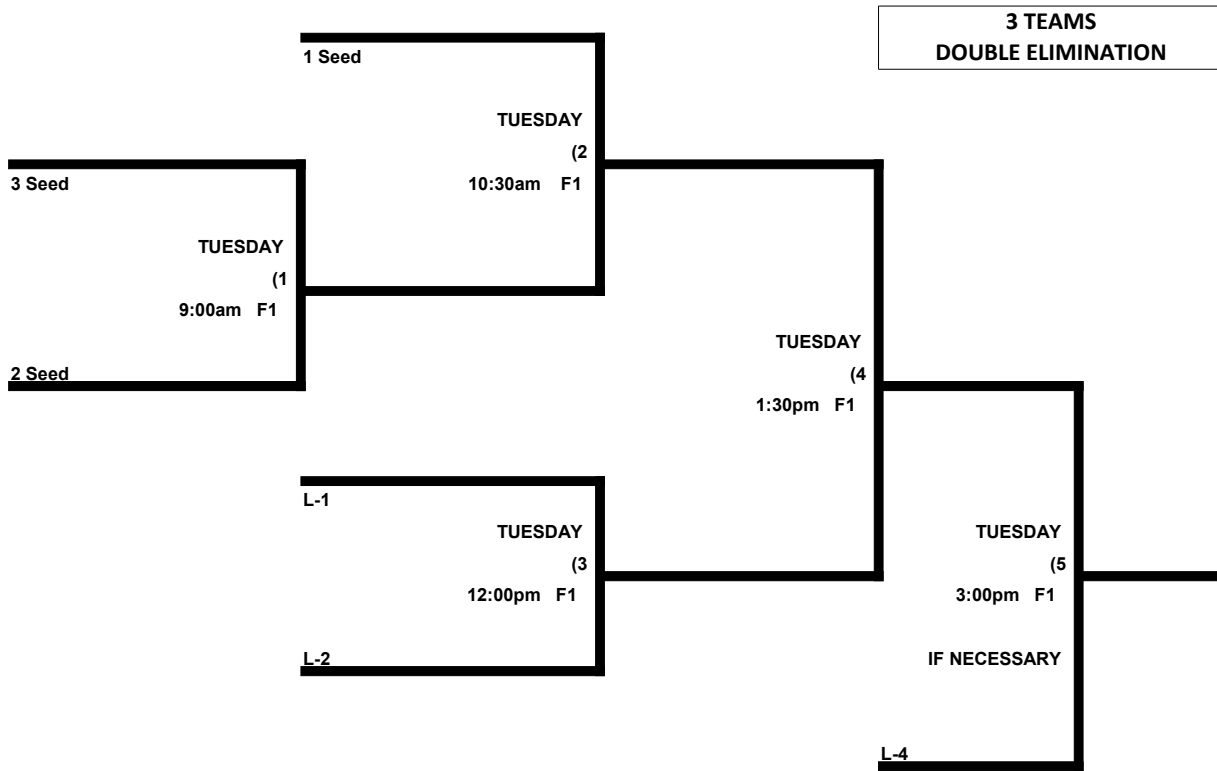 3 TEAMS
DOUBLE ELIMINATION
1 Seed
TUESDAY
(2
10:30am F1
3 Seed
TUESDAY
(1
9:00am F1
2 Seed
TUESDAY
(4
1:30pm F1
L-1
TUESDAY
(3
12:00pm F1
L-2
TUESDAY
(5
3:00pm F1
IF NECESSARY
L-4